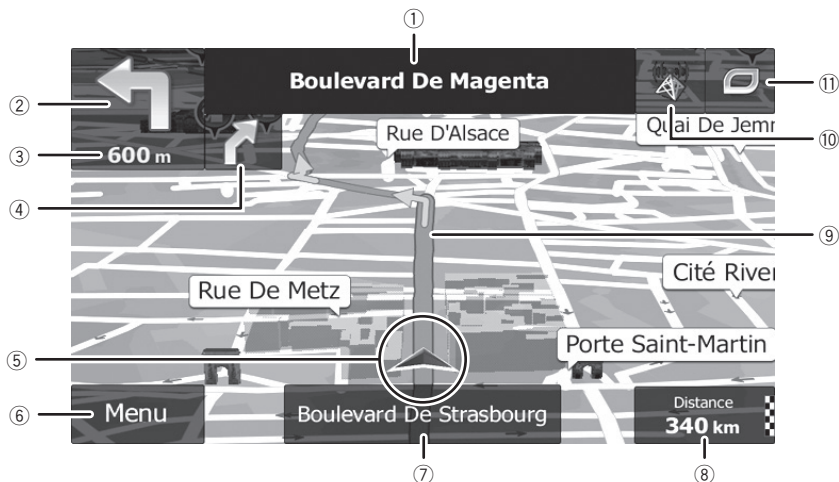 ①
Boulevard De Magenta
②
⑪
Rue D'Alsace
Quai De Jemm
⑩
③
600 m
④
⑨
Cité River
Rue De Metz
Porte Saint-Martin
⑤
⑥
Menu
Boulevard De Strasbourg
Distance
340 km
⑦
⑧